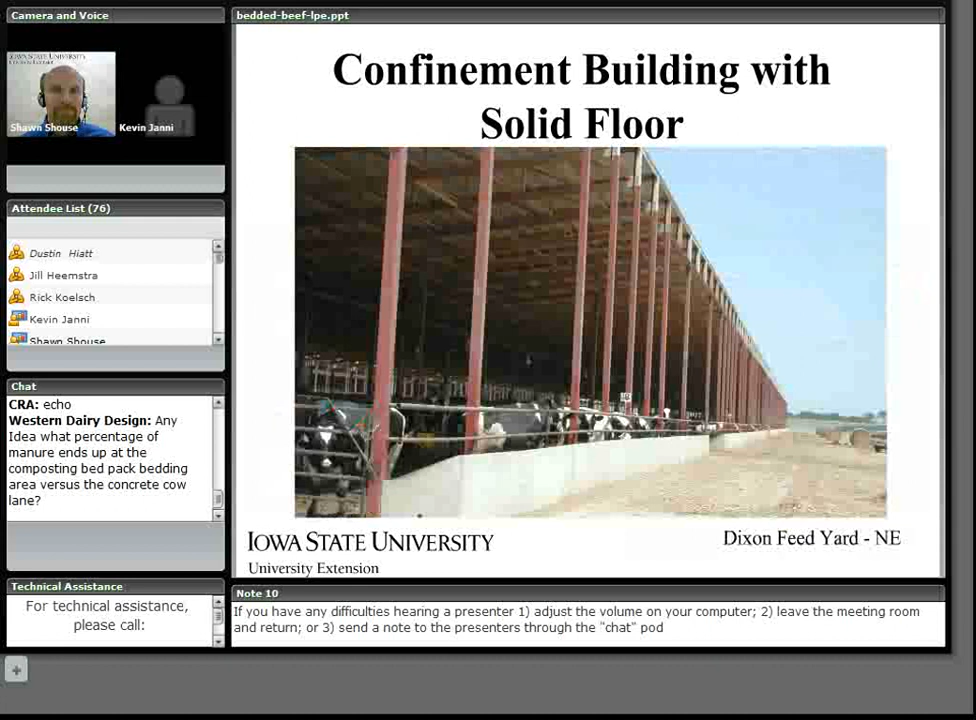 Camera and Voice
IOWA STATE UNIVERSITY
Shawn Shouse
Kevin Janni
Attendee List (76)
Dustin Hiatt
Jill Heemstra
Rick Koelsch
Kevin Janni
Shawn Shouse
Chat
CRA: echo
Western Dairy Design: Any
Idea what percentage of
manure ends up at the
composting bed pack bedding
area versus the concrete cow
lane?
Technical Assistance
For technical assistance,
please call:
bedded-beef-lpe.ppt
Confinement Building with
Solid Floor
IOWA STATE UNIVERSITY
University Extension
Dixon Feed Yard - NE
Note 10
If you have any difficulties hearing a presenter 1) adjust the volume on your computer; 2) leave the meeting room
and return; or 3) send a note to the presenters through the "chat" pod